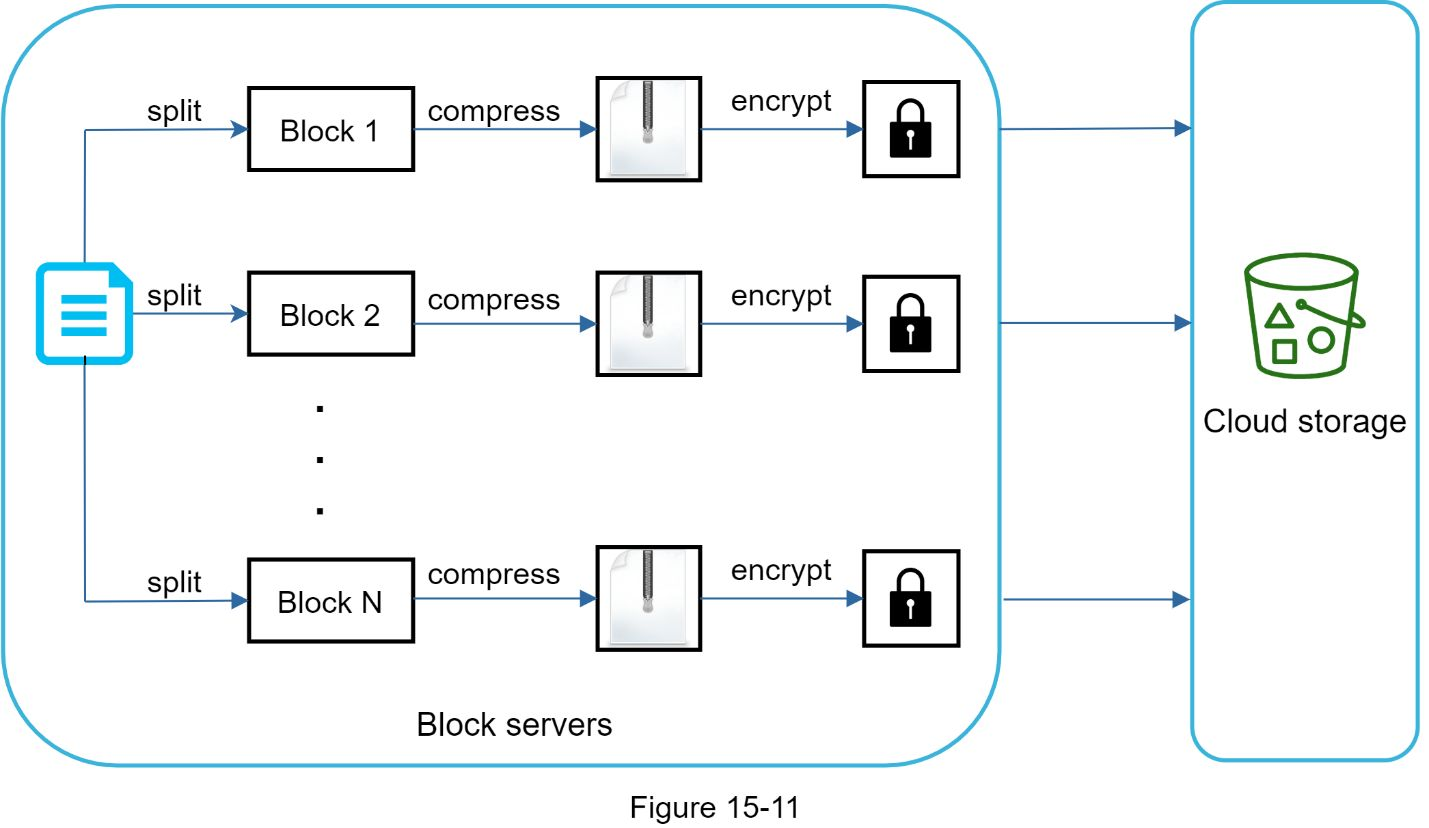 split
Block 1
compress
encrypt
split
Block 2
compress
encrypt
.
.
.
Cloud storage
split
Block N
compress
encrypt
Block servers
Figure 15-11